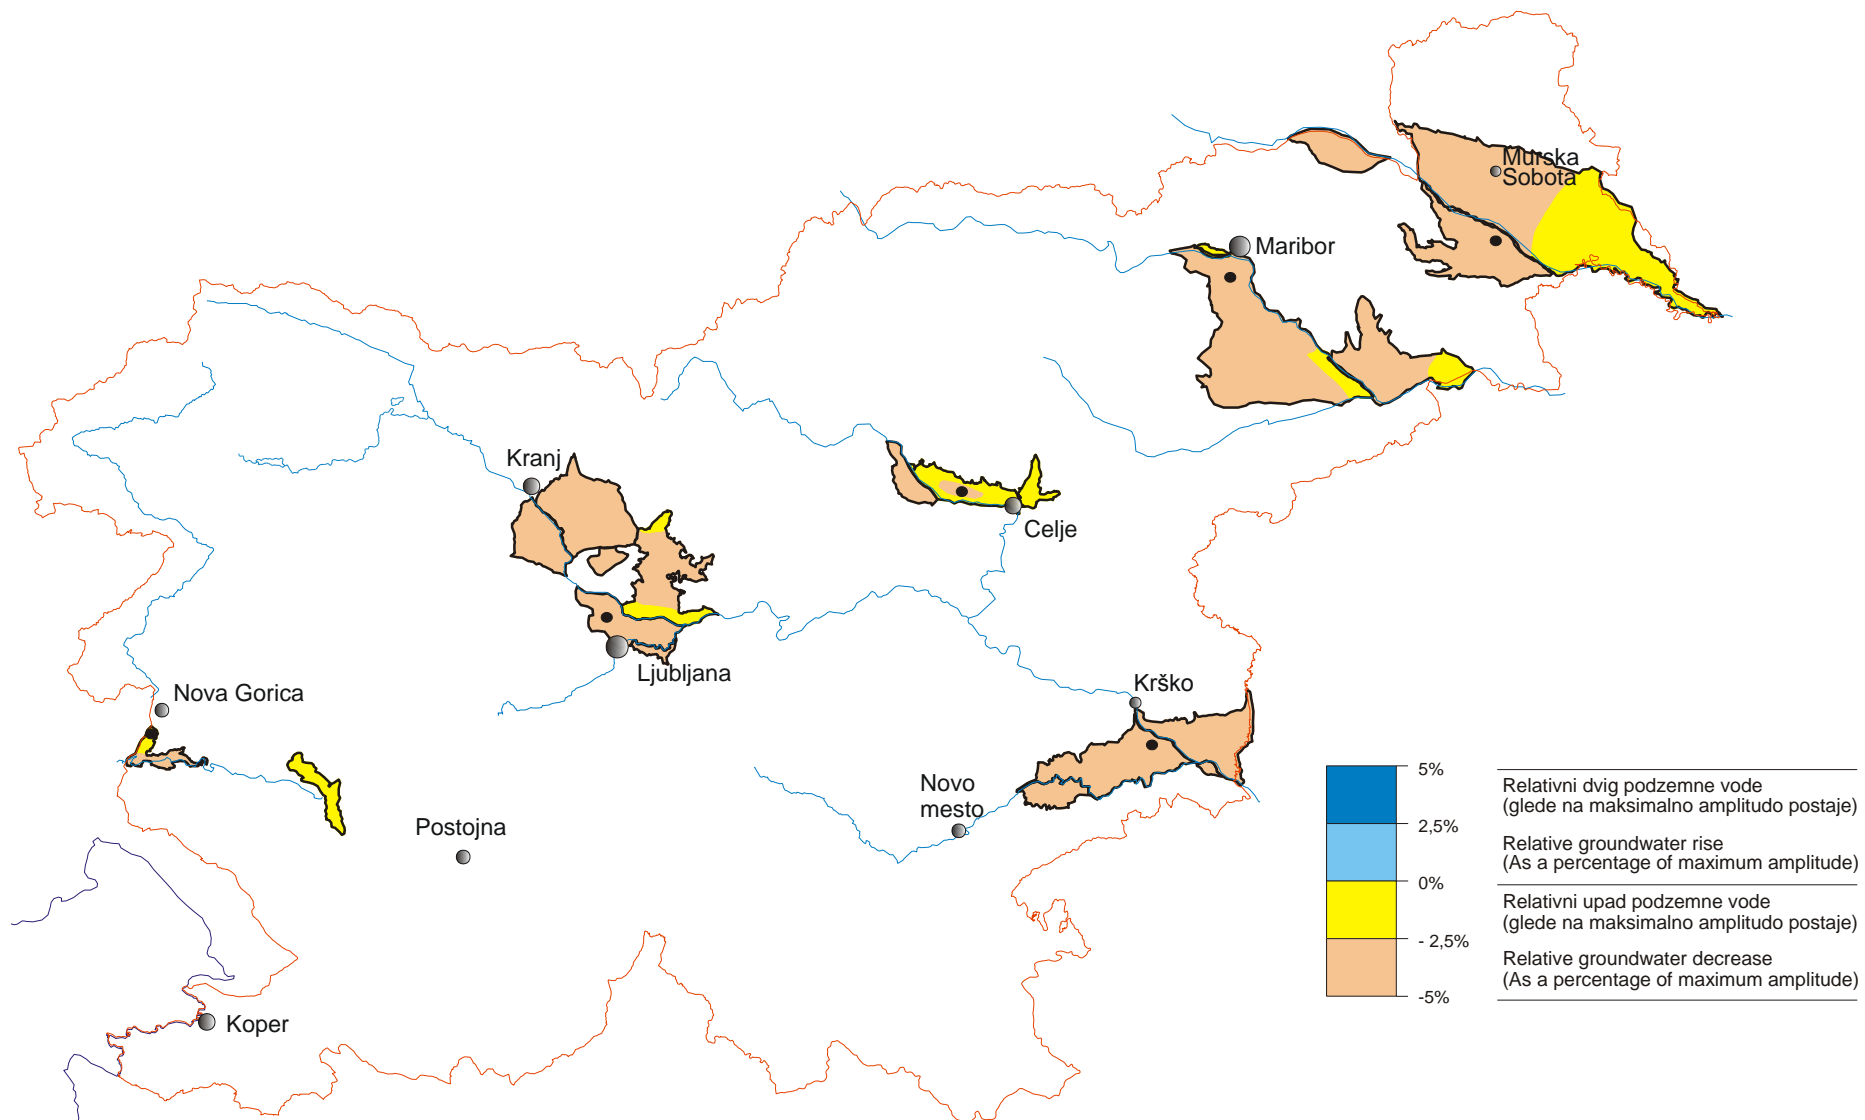 Murska
Sobota
Maribor
Kranj
Celje
Ljubljana
Nova Gorica
Krško
Novo
mesto
Postojna
Koper
5%
2,5%
0%
- 2,5%
-5%
Relativni dvig podzemne vode
(glede na maksimalno amplitudo postaje)
Relative groundwater rise
(As a percentage of maximum amplitude)
Relativni upad podzemne vode
(glede na maksimalno amplitudo postaje)
Relative groundwater decrease
(As a percentage of maximum amplitude)